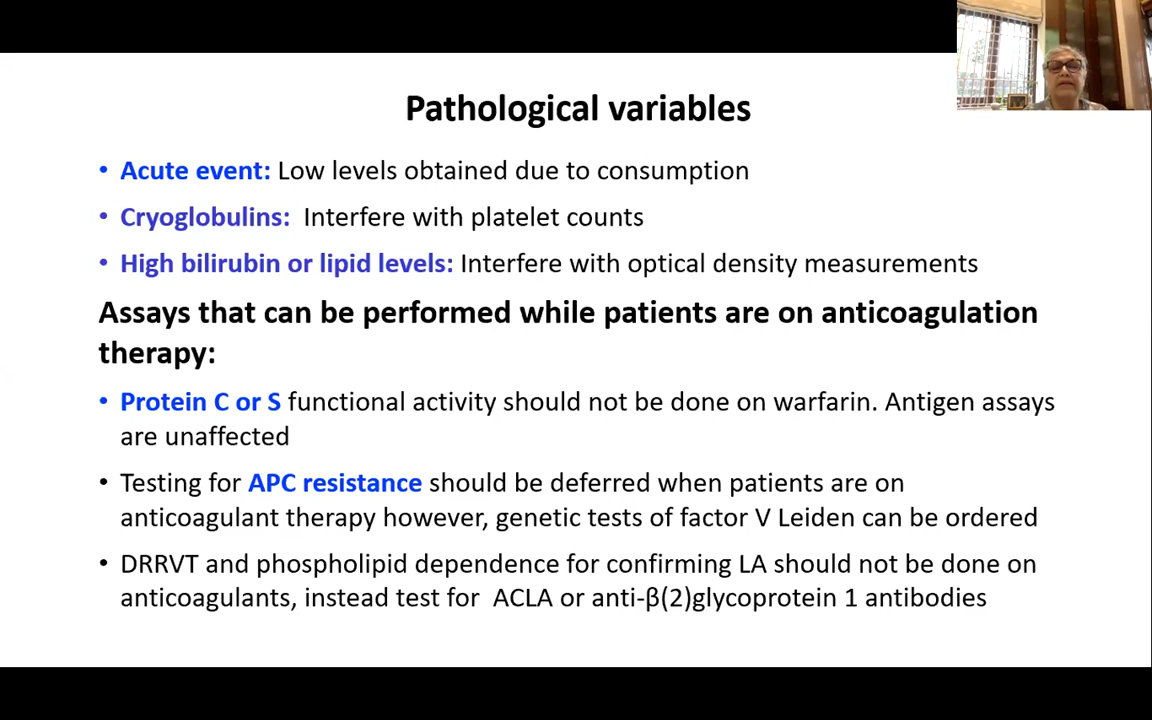 Pathological variables
• Acute event: Low levels obtained due to consumption
• Cryoglobulins: Interfere with platelet counts
• High bilirubin or lipid levels: Interfere with optical density measurements
Assays that can be performed while patients are on anticoagulation
therapy:
• Protein C or S functional activity should not be done on warfarin. Antigen assays
are unaffected
• Testing for APC resistance should be deferred when patients are on
anticoagulant therapy however, genetic tests of factor V Leiden can be ordered
• DRRVT and phospholipid dependence for confirming LA should not be done on
anticoagulants, instead test for ACLA or anti-β(2)glycoprotein 1 antibodies